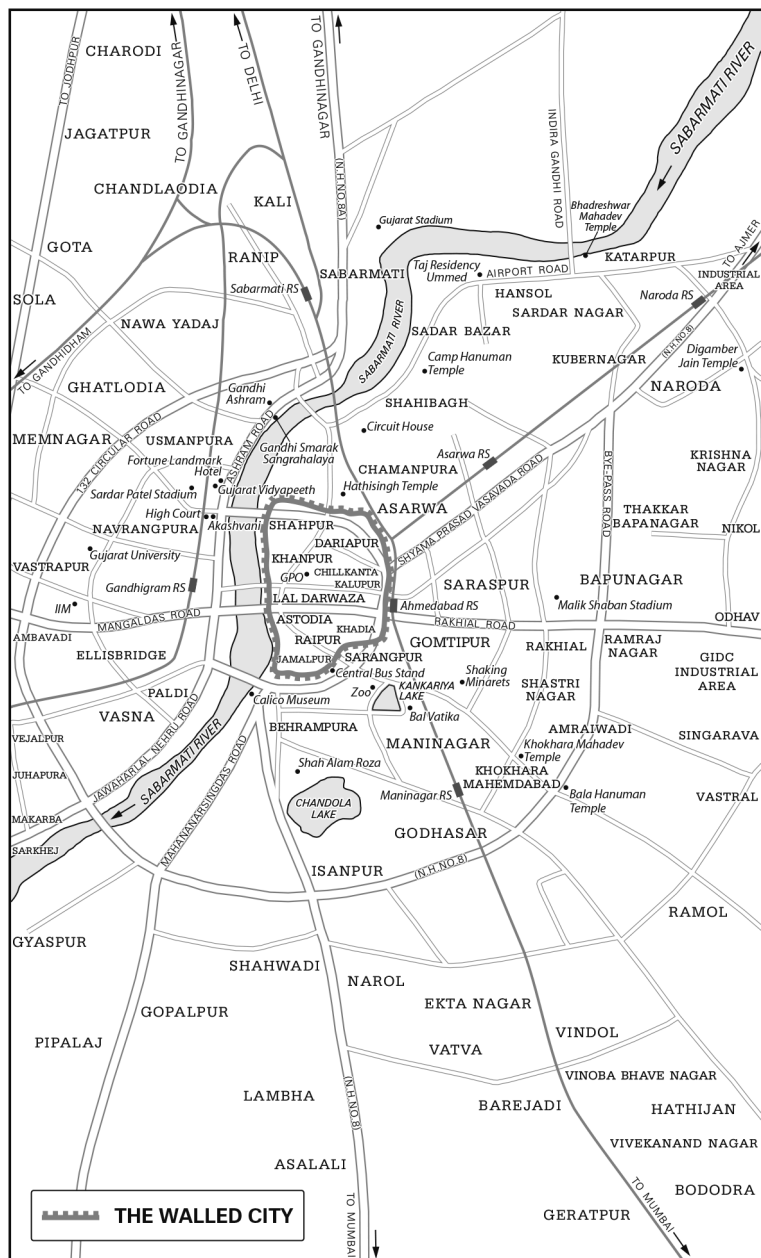 CHARODI
TO JODHPUR
TO GANDHINAGAR
TO DELHI
TO GANDHINAGAR
(N.H.NO.8A)
SABARMATI RIVER
INDIRA GANDHI ROAD
JAGATPUR
CHANDLAODIA
KALI
Gujarat Stadium
Bhadreshwar
Mahadev
Temple
TO AJMER
GOTA
RANIP
SABARMATI
Taj Residency
Ummed
AIRPORT ROAD
KATARPUR
INDUSTRIAL
AREA
SOLA
Sabarmati RS
HANSOL
Naroda RS
SARDAR NAGAR
NAWA YADAJ
SABARMATI RIVER
SADAR BAZAR
(N.H.NO.8)
TO GANDHIDHAM
Camp Hanuman
Temple
KUBERNAGAR
Digamber
Jain Temple
GHATLODIA
Gandhi
Ashram
SHAHIBAGH
NARODA
132 CIRCULAR ROAD
ASHRAM ROAD
MEMNAGAR
USMANPURA
Gandhi Smarak
Sangrahalaya
Circuit House
Asarwa RS
BYE-PASS ROAD
KRISHNA
NAGAR
Fortune Landmark
Hotel
CHAMANPURA
Sardar Patel Stadium
Gujarat Vidyapeeth
Hathisingh Temple
High Court
Akashvani
ASARWA
SHYAMA PRASAD VASAVADA ROAD
THAKKAR
BAPANAGAR
NIKOL
NAVRANGPURA
SHAHPUR
DARIAPUR
Gujarat University
VASTRAPUR
KHANPUR
GPO
CHILLKANTA
KALUPUR
Gandhigram RS
SARASPUR
BAPUNAGAR
IIM
LAL DARWAZA
Ahmedabad RS
Malik Shaban Stadium
MANGALDAS ROAD
RAKHIAL ROAD
ODHAV
AMBAVADI
ASTODIA
KHADIA
RAIPUR
GOMTIPUR
RAKHIAL
RAMRAJ
NAGAR
ELLISBRIDGE
JAMALPUR
SARANGPUR
GIDC
INDUSTRIAL
AREA
Central Bus Stand
Shaking
Minarets
SHASTRI
NAGAR
PALDI
Calico Museum
Zoo
KANKARIYA
LAKE
VASNA
JAWAHARLAL NEHRU ROAD
Bal Vatika
BEHRAMPURA
AMRAIWADI
SINGARAVA
VEJALPUR
SABARMATI RIVER
MAHANANARSINGDAS ROAD
MANINAGAR
Khokhara Mahadev
Temple
JUHAPURA
Shah Alam Roza
KHOKHARA
MAHEMDABAD
Maninagar RS
Bala Hanuman
Temple
VASTRAL
MAKARBA
CHANDOLA
LAKE
GODHASAR
SARKHEJ
ISANPUR
(N.H.NO.8)
RAMOL
GYASPUR
SHAHWADI
NAROL
EKTA NAGAR
GOPALPUR
VINDOL
PIPALAJ
VATVA
VINOBA BHAVE NAGAR
LAMBHA
(N.H.NO.8)
BAREJADI
HATHIJAN
VIVEKANAND NAGAR
ASALALI
BODODRA
TO MUMBAI
TO MUMBAI
GERATPUR
THE WALLED CITY